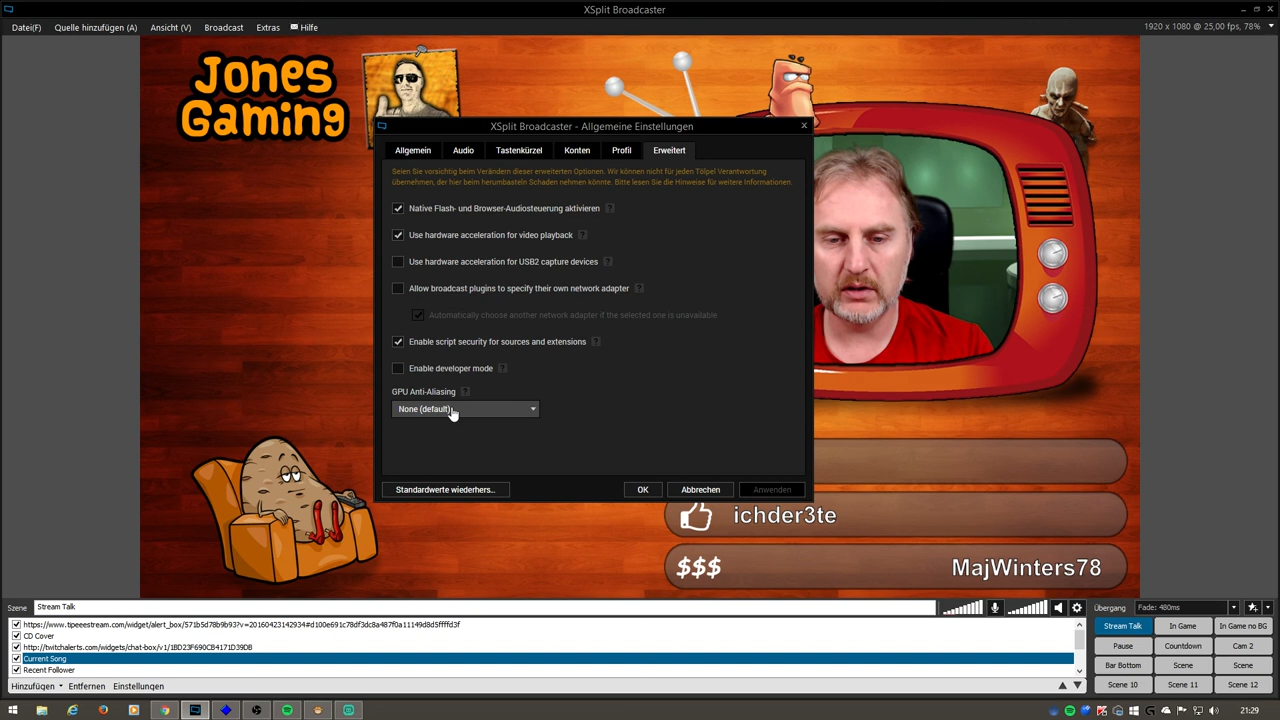 XSplit Broadcaster
Datei(F) Quelle hinzufügen (A) Ansicht (V) Broadcast Extras Hilfe
1920 x 1080 @ 25,00 fps, 78%
Jones
Gaming
XSplit Broadcaster - Allgemeine Einstellungen
Allgemein Audio Tastenkürzel Konten Profil Erweitert
Seien Sie vorsichtig beim Verändern dieser erweiterten Optionen. Wir können nicht für jeden Tölpel Verantwortung
übernehmen, der hier beim herumbasteln Schaden nehmen könnte. Bitte lesen Sie die Hinweise für weitere Informationen.
Native Flash- und Browser-Audiosteuerung aktivieren ?
Use hardware acceleration for video playback ?
Use hardware acceleration for USB2 capture devices ?
Allow broadcast plugins to specify their own network adapter ?
Automatically choose another network adapter if the selected one is unavailable
Enable script security for sources and extensions ?
Enable developer mode ?
GPU Anti-Aliasing ?
None (default)
Standardwerte wiederhers... OK Abbrechen Anwenden
ichder3te
$$$ MajWinters78
Szene Stream Talk
Übergang Fade: 480ms
https://www.tipeeestream.com/widget/alert_box/571b5d78b9b93?v=20160423142934#d100e691c78df3dc8a487f0a11149d8d5ffffd3f
CD Cover
http://twitchalerts.com/widgets/chat-box/v1/1BD23F690CB4171D39DB
Current Song
Recent Follower
Hinzufügen Entfernen Einstellungen
Stream Talk In Game In Game no BG
Pause Countdown Cam 2
Bar Bottom Scene Scene
Scene 10 Scene 11 Scene 12
21:29